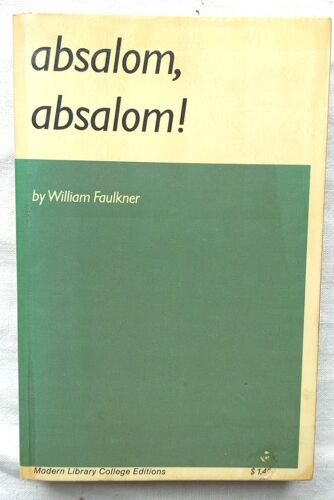 absalom,
absalom!
by William Faulkner
Modern Library College Editions